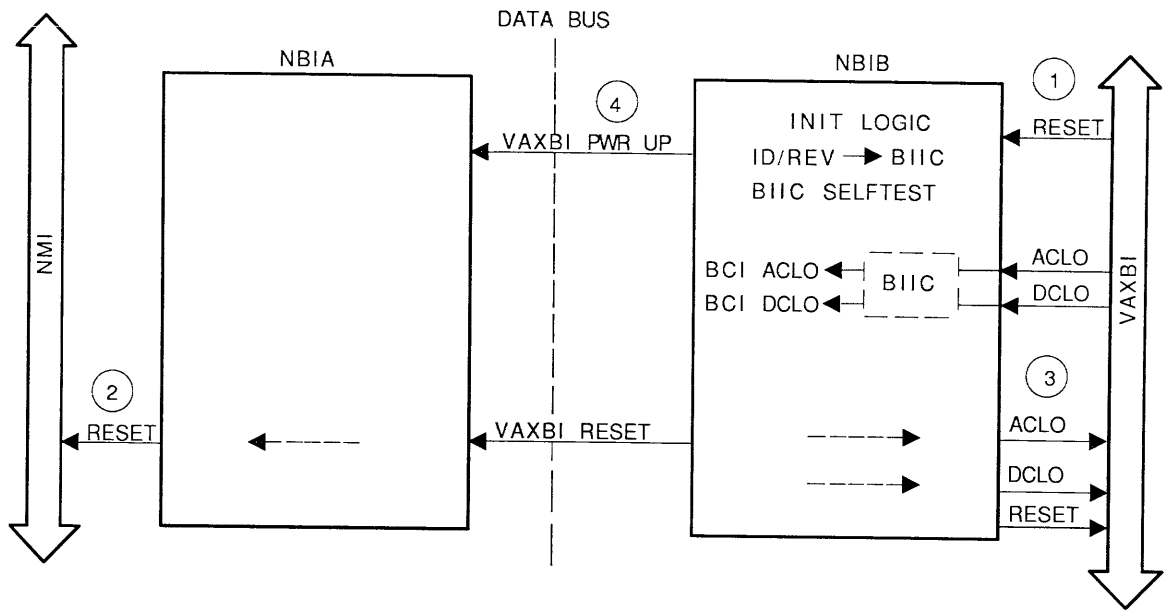 DATA BUS
NBIA
NBIB
1
4
RESET
INIT LOGIC
VAXBI PWR UP
ID/REV BIIC
BIIC SELFTEST
NMI
ACLO
BCI ACLO
BIIC
DCLO
BCI DCLO
VAXBI
2
3
RESET
VAXBI RESET
ACLO
DCLO
RESET